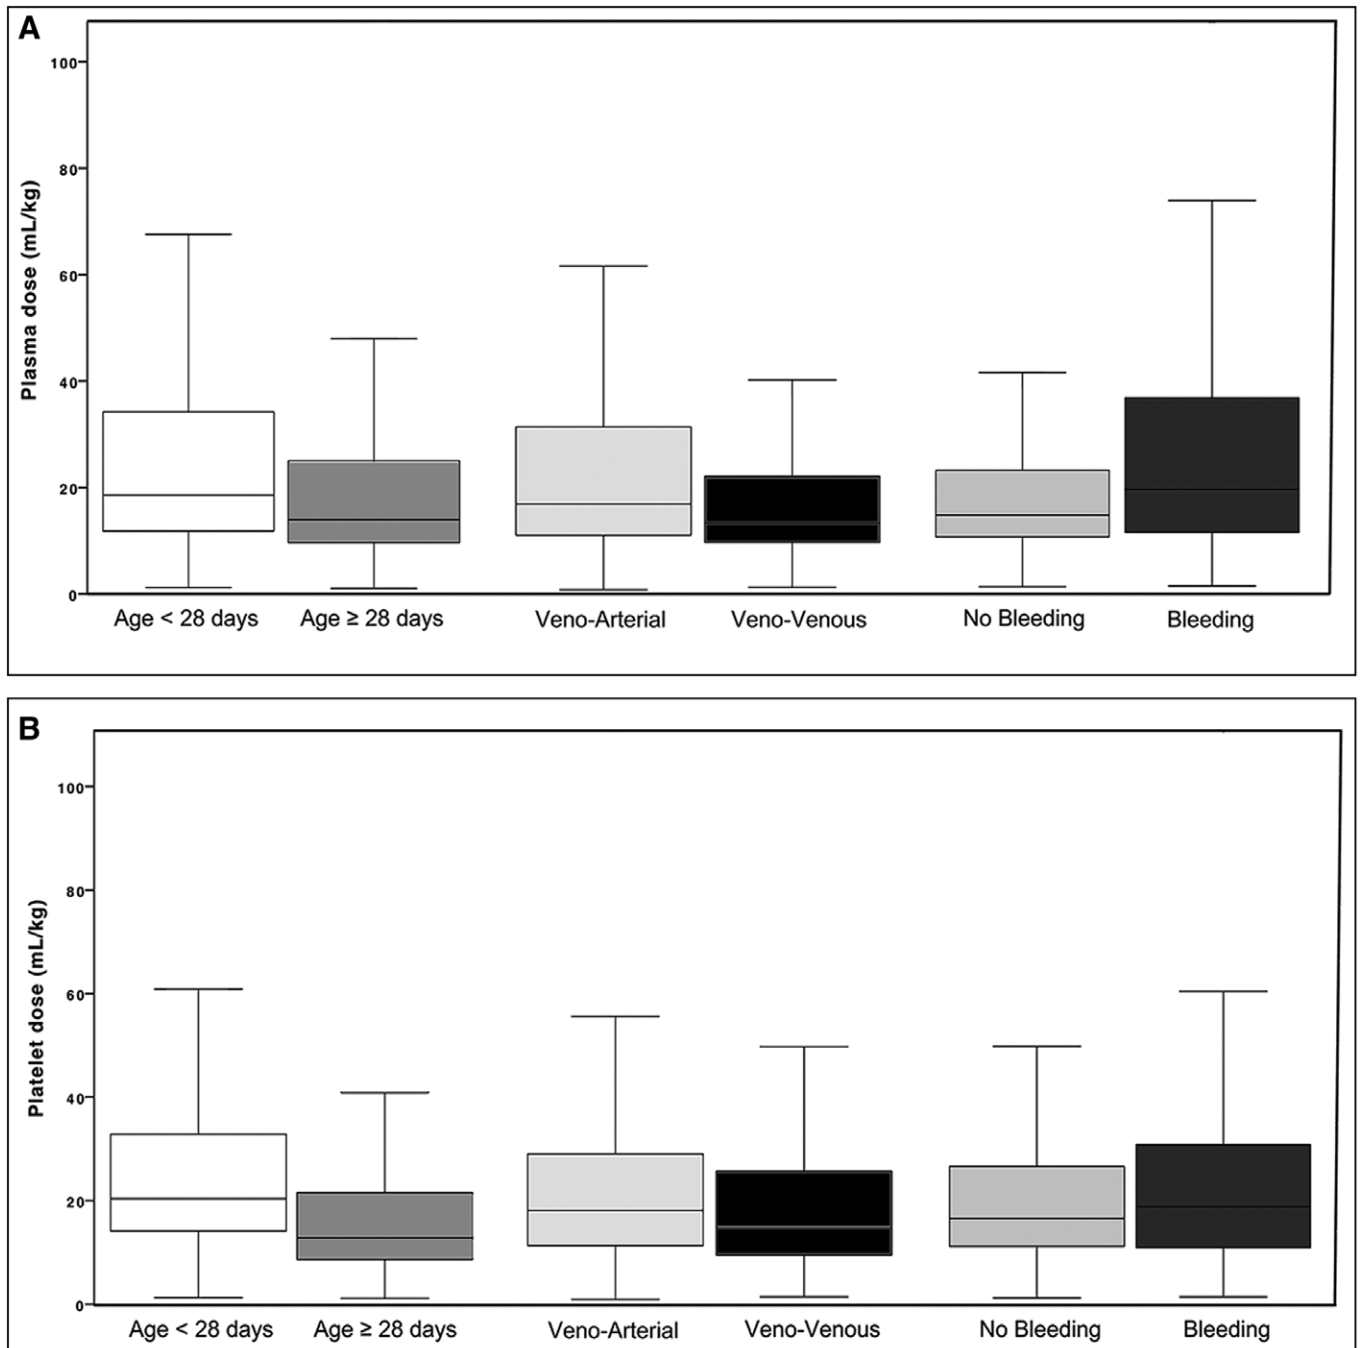 A
Plasma dose (mL/kg)
100
80
60
40
20
0
Age < 28 days
Age ≥ 28 days
Veno-Arterial
Veno-Venous
No Bleeding
Bleeding
B
Platelet dose (mL/kg)
100
80
60
40
20
0
Age < 28 days
Age ≥ 28 days
Veno-Arterial
Veno-Venous
No Bleeding
Bleeding